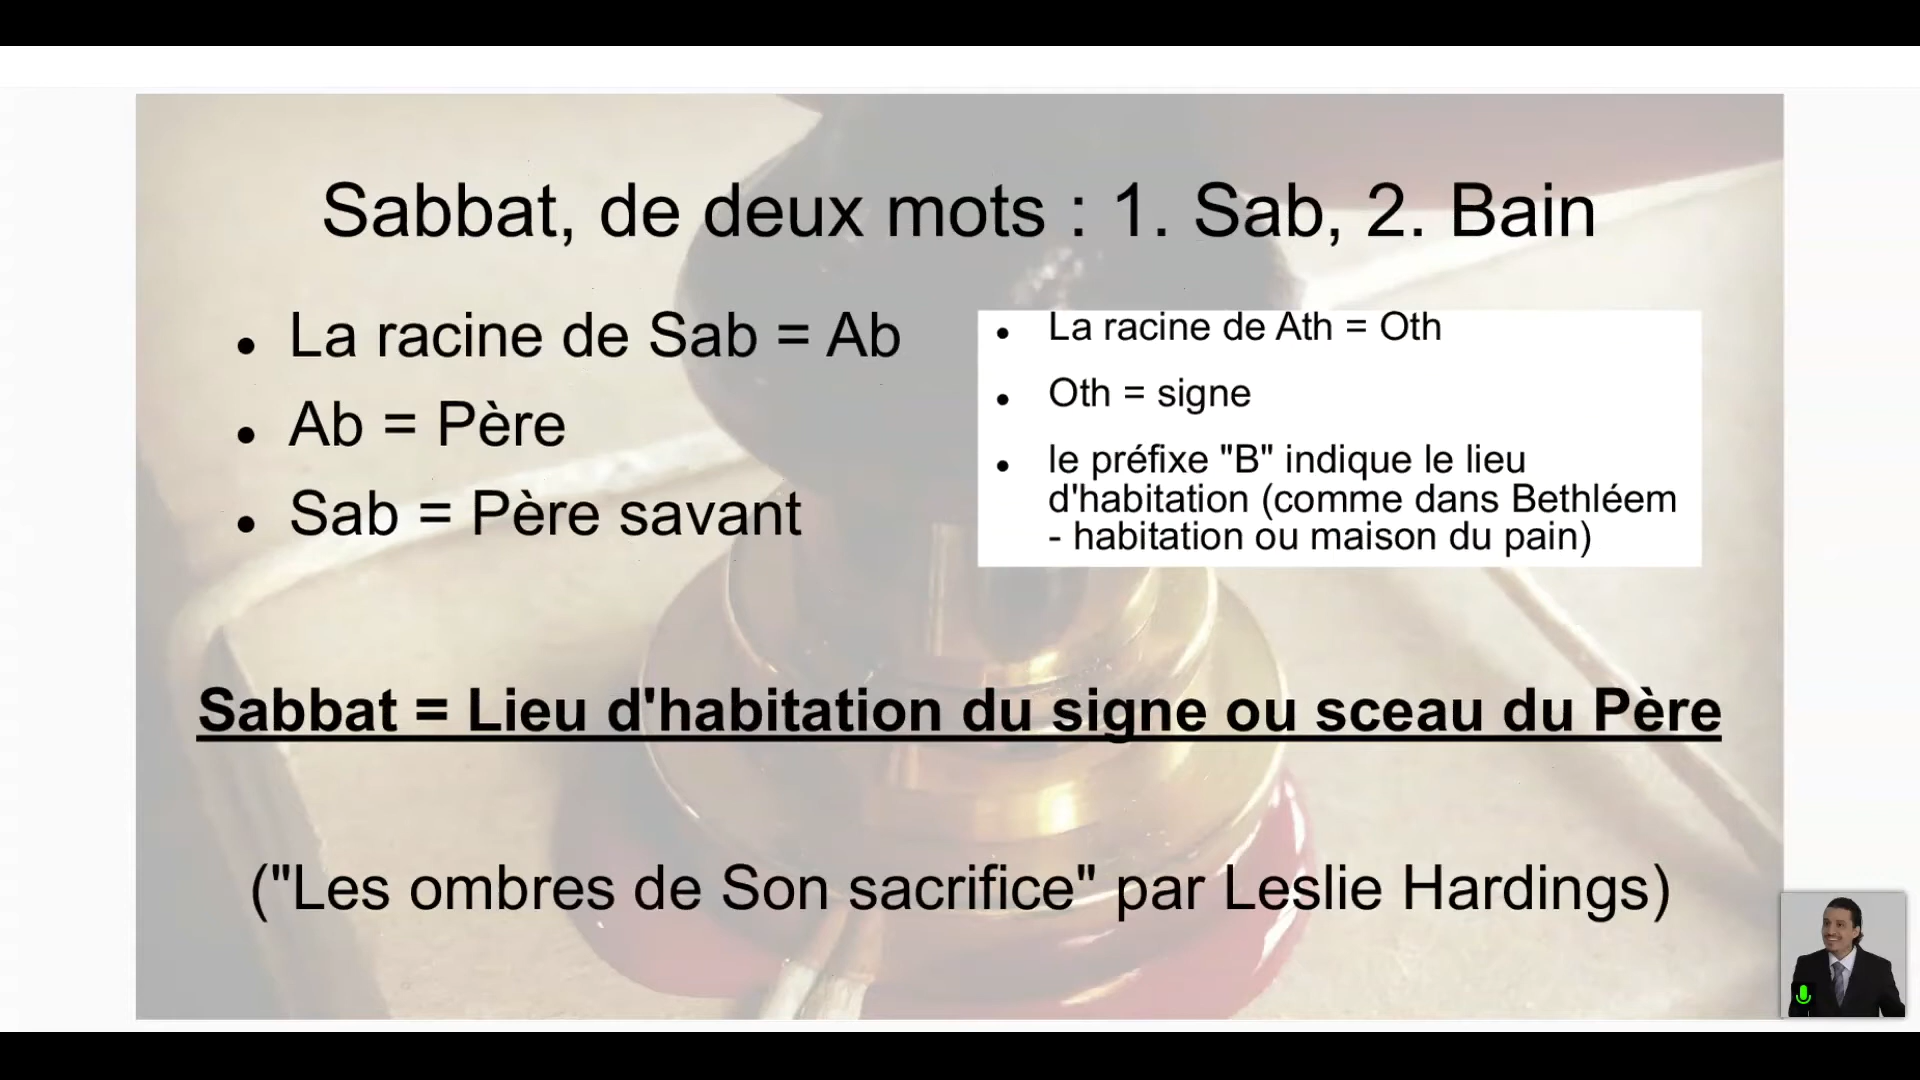 Sabbat, de deux mots : 1. Sab, 2. Bain
• La racine de Sab = Ab
• Ab = Père
• Sab = Père savant
• La racine de Ath = Oth
• Oth = signe
• le préfixe "B" indique le lieu
d'habitation (comme dans Bethléem
- habitation ou maison du pain)
Sabbat = Lieu d'habitation du signe ou sceau du Père
("Les ombres de Son sacrifice" par Leslie Hardings)